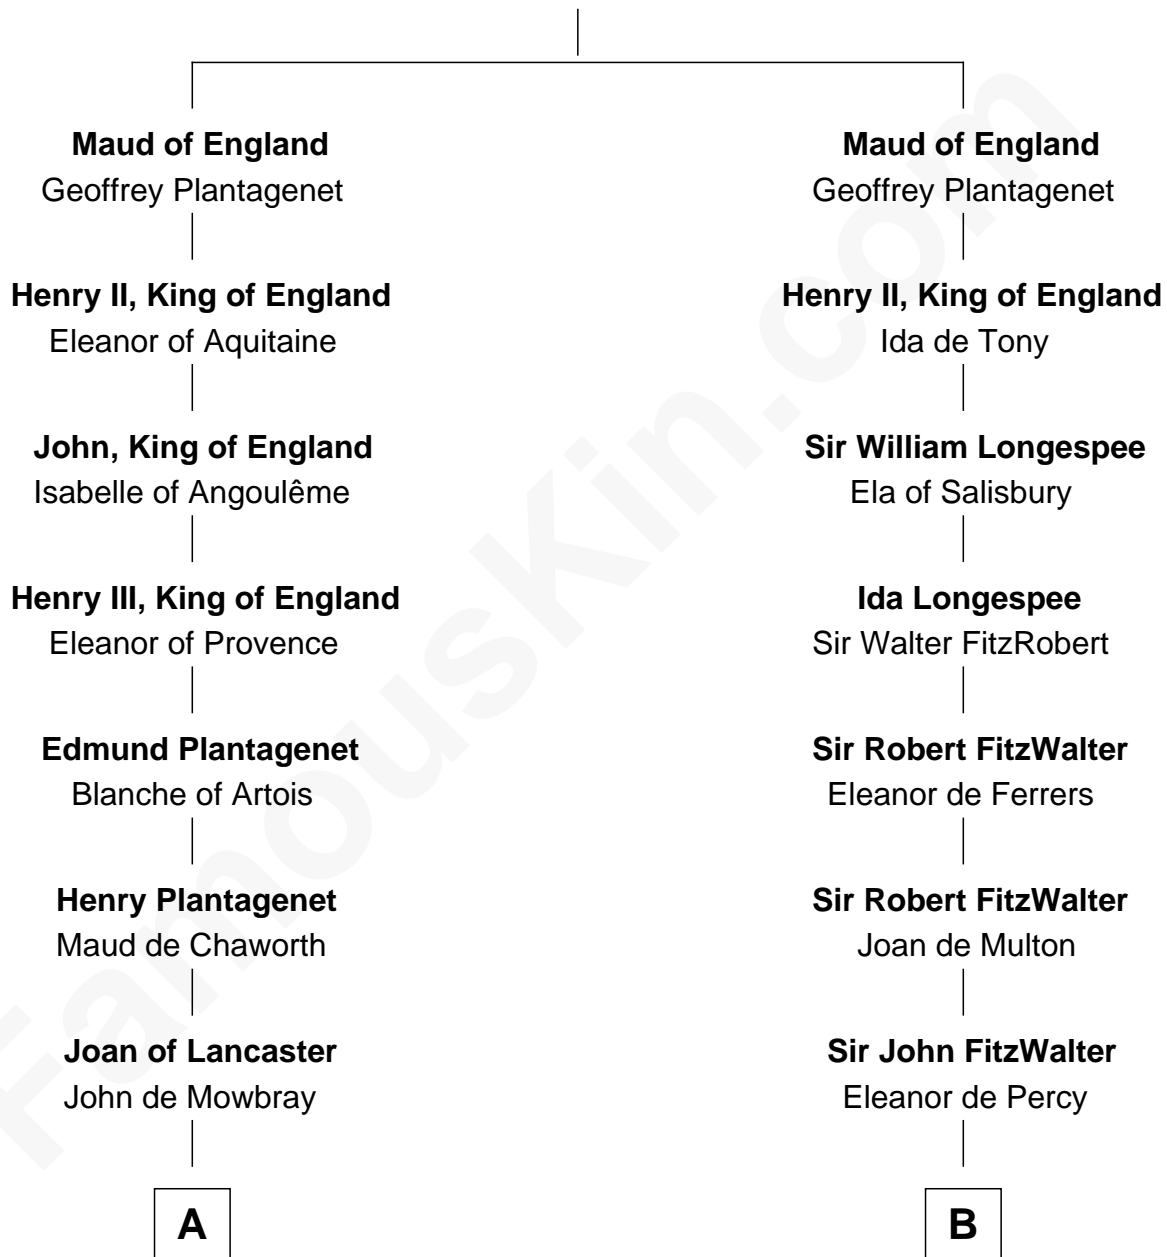 Maud of England
Geoffrey Plantagenet
Henry II, King of England
Eleanor of Aquitaine
John, King of England
Isabelle of Angoulême
Henry III, King of England
Eleanor of Provence
Edmund Plantagenet
Blanche of Artois
Henry Plantagenet
Maud de Chaworth
Joan of Lancaster
John de Mowbray
A
Maud of England
Geoffrey Plantagenet
Henry II, King of England
Ida de Tony
Sir William Longespee
Ela of Salisbury
Ida Longespee
Sir Walter FitzRobert
Sir Robert FitzWalter
Eleanor de Ferrers
Sir Robert FitzWalter
Joan de Multon
Sir John FitzWalter
Eleanor de Percy
B
FamousKin.com